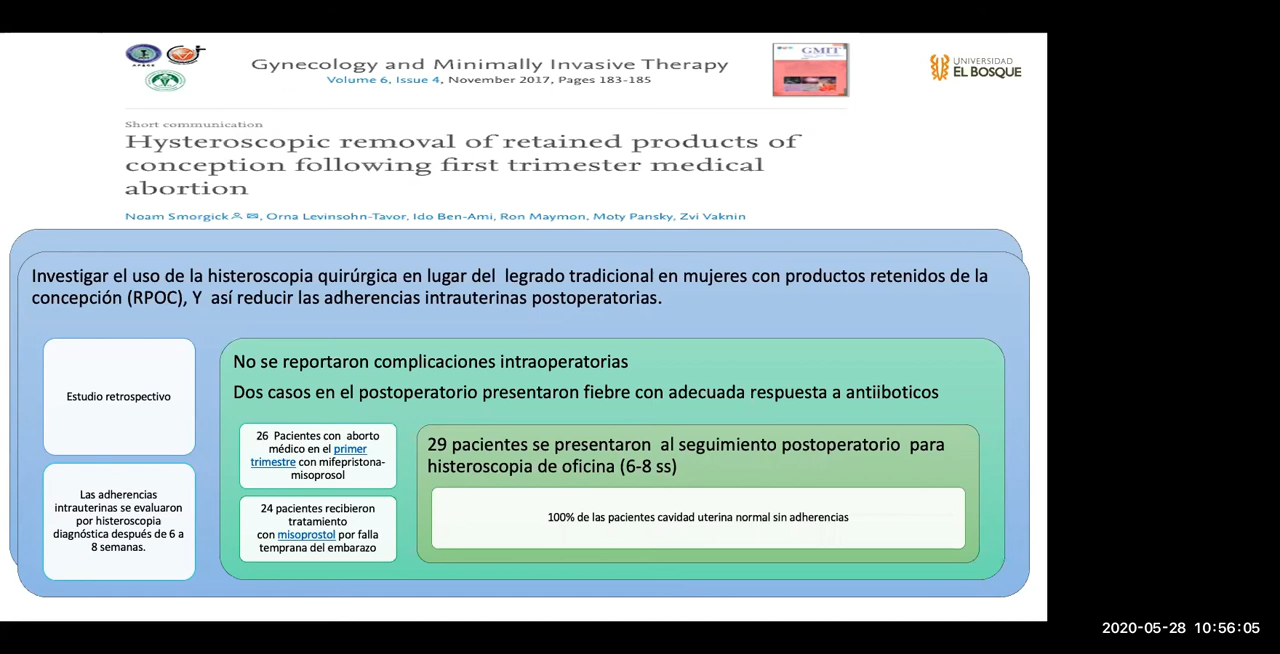 Gynecology and Minimally Invasive Therapy
Volume 6, Issue 4, November 2017, Pages 183-185
GMIT
UNIVERSIDAD
EL BOSQUE
Short communication
Hysteroscopic removal of retained products of
conception following first trimester medical
abortion
Noam Smorgick, Orna Levinsohn-Tavor, Ido Ben-Ami, Ron Maymon, Moty Pansky, Zvi Vaknin
Investigar el uso de la histeroscopia quirúrgica en lugar del legrado tradicional en mujeres con productos retenidos de la
concepción (RPOC), Y así reducir las adherencias intrauterinas postoperatorias.
Estudio retrospectivo
Las adherencias
intrauterinas se evaluaron
por histeroscopia
diagnóstica después de 6 a
8 semanas.
No se reportaron complicaciones intraoperatorias
Dos casos en el postoperatorio presentaron fiebre con adecuada respuesta a antiiboticos
26 Pacientes con aborto
médico en el primer
trimestre con mifepristona-
misoprosol
24 pacientes recibieron
tratamiento
con misoprostol por falla
temprana del embarazo
29 pacientes se presentaron al seguimiento postoperatorio para
histeroscopia de oficina (6-8 ss)
100% de las pacientes cavidad uterina normal sin adherencias
2020-05-28 10:56:05